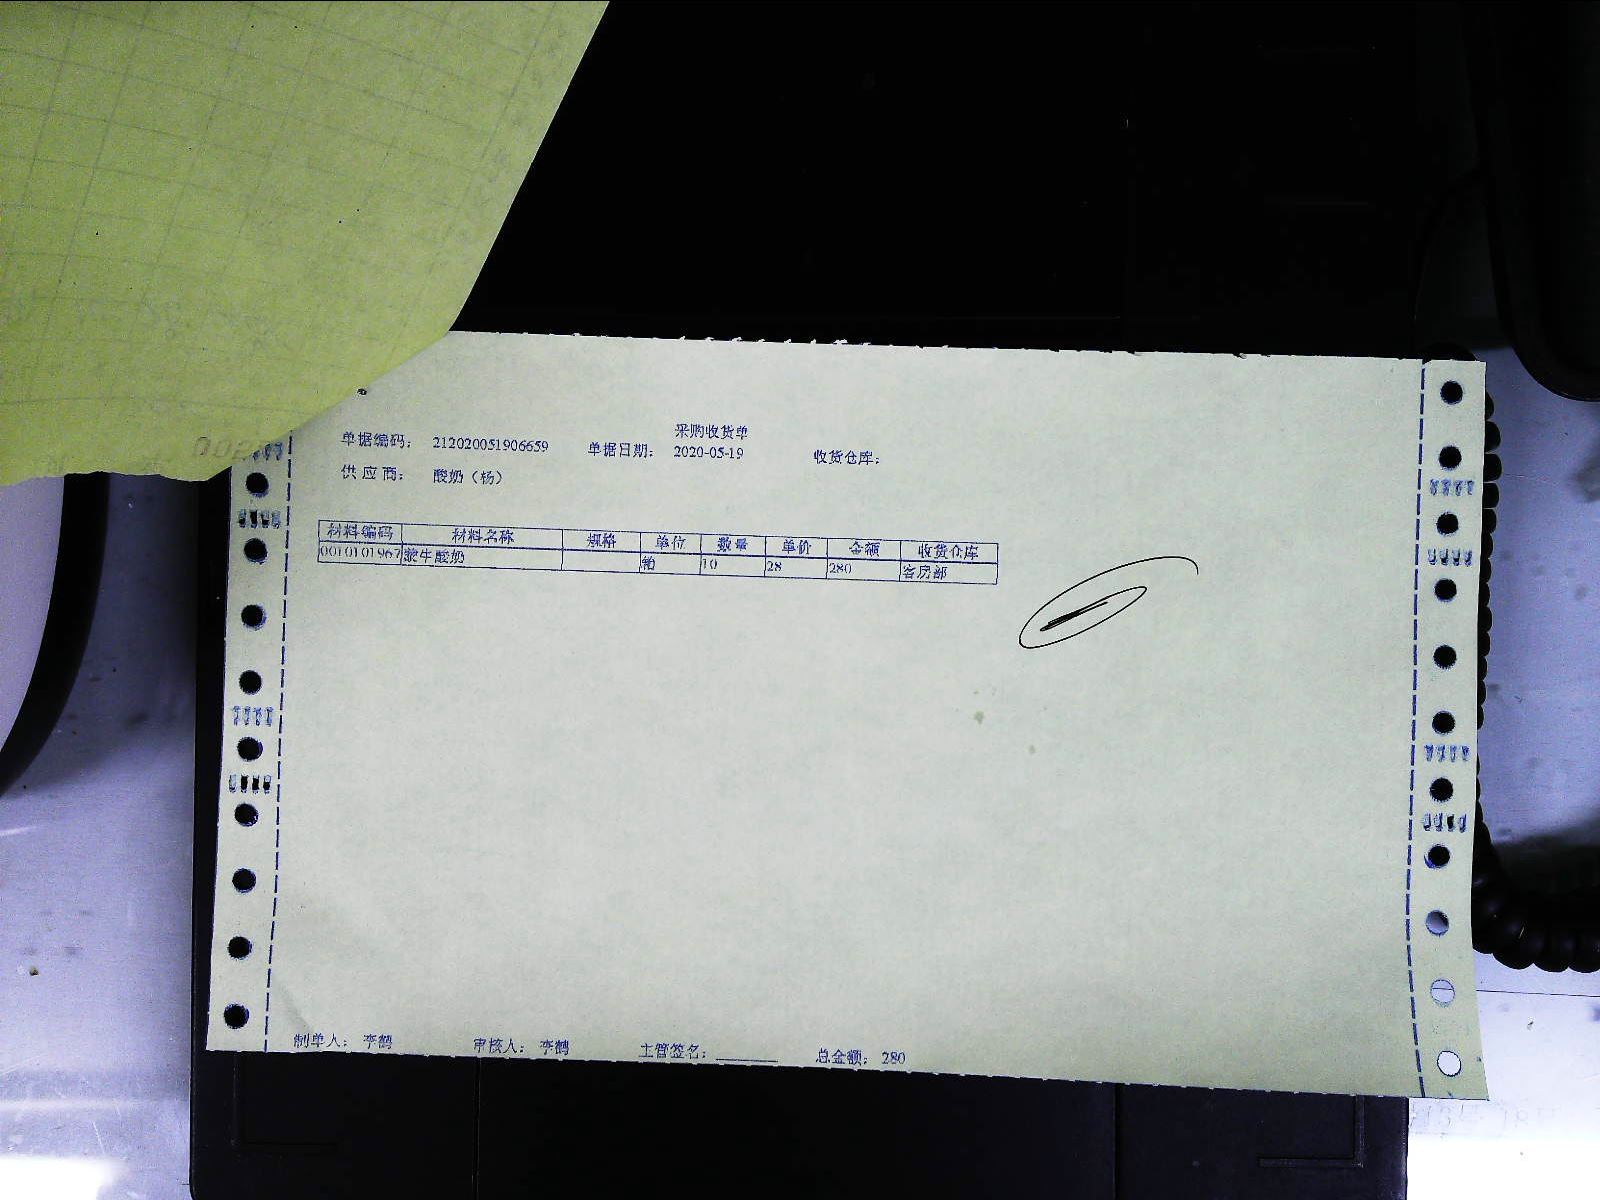 采购收货单
单据编码： 212020051906659 单据日期： 2020-05-19 收货仓库：
供 应 商： 酸奶（杨）
材料编码 材料名称 规格 单位 数量 单价 金额 收货仓库
0010101967 蒙牛酸奶 箱 10 28 280 客房部
制单人： 李鹤 审核人： 李鹤 主管签名： 总金额： 280